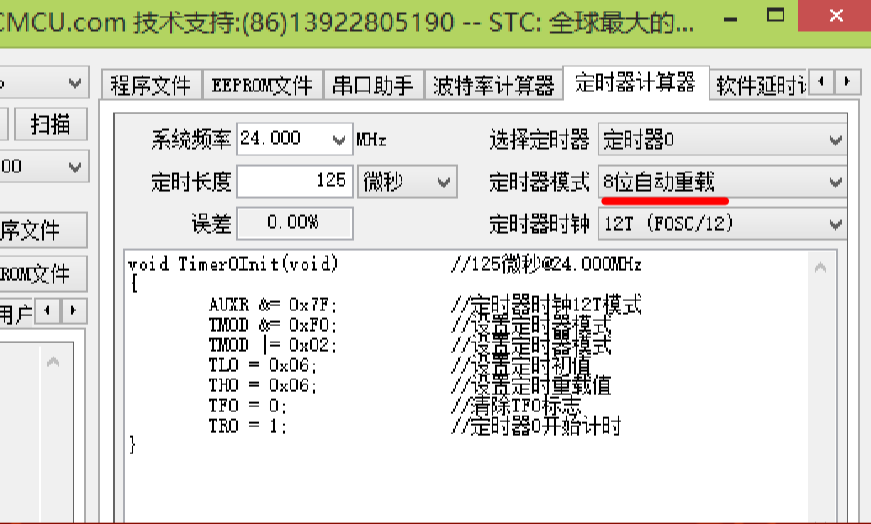 CMCU.com 技术支持:(86)13922805190 -- STC: 全球最大的...
程序文件 EEPROM文件 串口助手 波特率计算器 定时器计算器 软件延时
扫描
系统频率 24.000 MHz 选择定时器 定时器0
00 定时长度 125 微秒 定时器模式 8位自动重载
序文件 误差 0.00% 定时器时钟 12T (FOSC/12)
ROM文件
用户
void Timer0Init(void) //125微秒@24.000MHz
{
AUXR &= 0x7F; //定时器时钟12T模式
TMOD &= 0xF0; //设置定时器模式
TMOD |= 0x02; //设置定时器模式
TL0 = 0x06; //设置定时初值
TH0 = 0x06; //设置定时重载值
TF0 = 0; //清除TF0标志
TR0 = 1; //定时器0开始计时
}